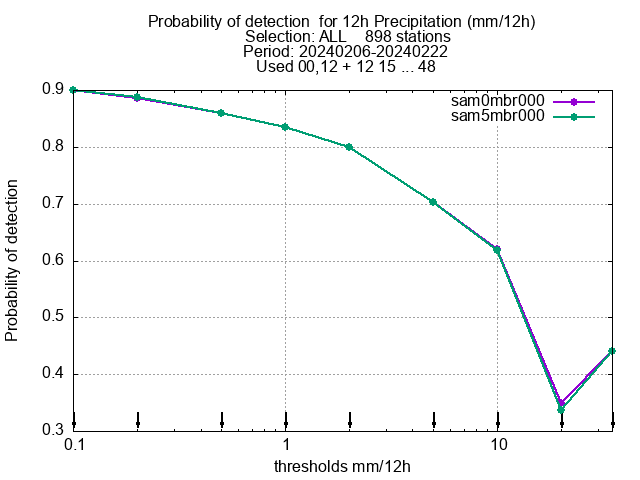 Probability of detection  for 12h Precipitation (mm/12h)
Selection: ALL    898 stations
Period: 20240206-20240222
Used 00,12 + 12 15 ... 48
sam0mbr000
sam5mbr000
0.9
0.8
0.7
0.6
0.5
0.4
0.3
Probability of detection
0.1 1 10
thresholds mm/12h